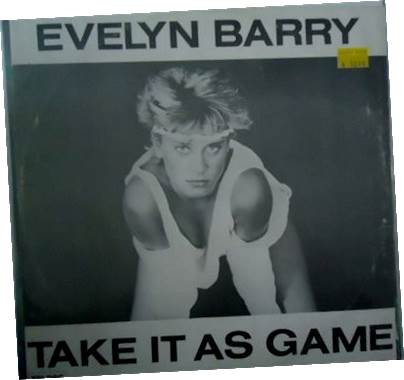 EVELYN BARRY
TAKE IT AS GAME